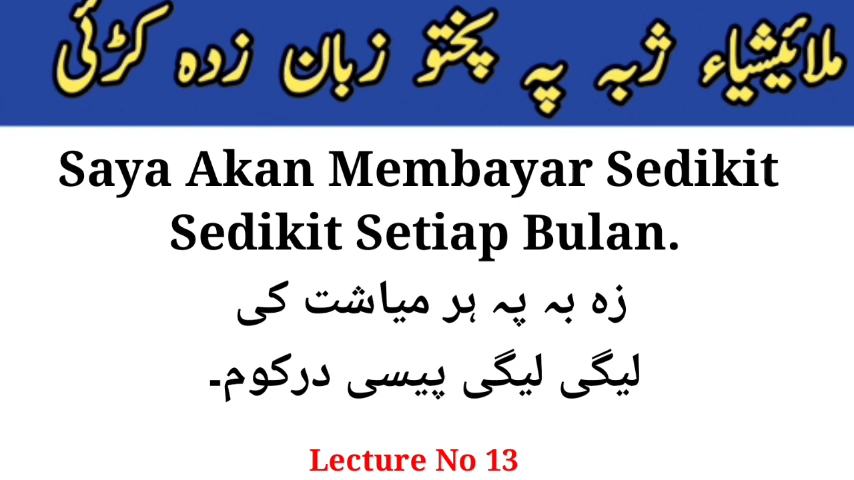 ملائیشیاء ژبہ پہ پختو زبان زدہ کڑئی
Saya Akan Membayar Sedikit
Sedikit Setiap Bulan.
زہ بہ پہ ہر میاشت کی
لیگی لیگی پیسی درکوم۔
Lecture No 13